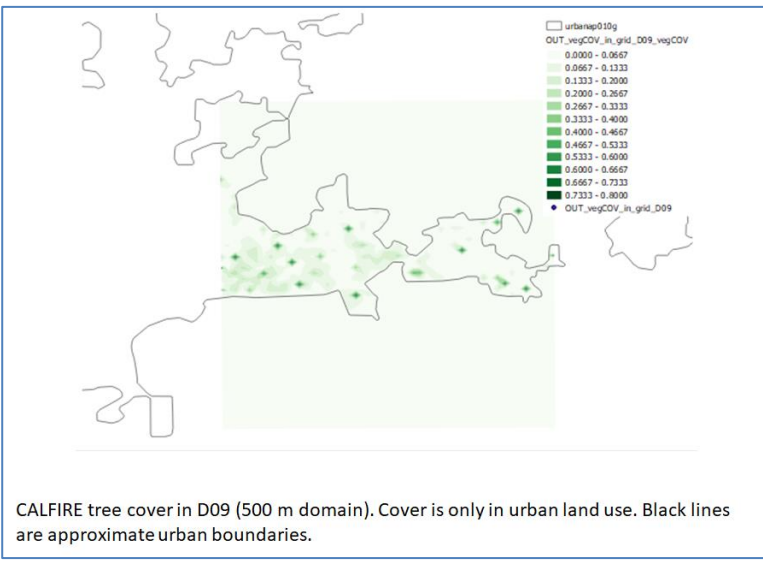 urbanap010g
OUT_vegCOV_in_grid_D09_vegCOV
0.0000 - 0.0667
0.0667 - 0.1333
0.1333 - 0.2000
0.2000 - 0.2667
0.2667 - 0.3333
0.3333 - 0.4000
0.4000 - 0.4667
0.4667 - 0.5333
0.5333 - 0.6000
0.6000 - 0.6667
0.6667 - 0.7333
0.7333 - 0.8000
OUT_vegCOV_in_grid_D09
CALFIRE tree cover in D09 (500 m domain). Cover is only in urban land use. Black lines
are approximate urban boundaries.